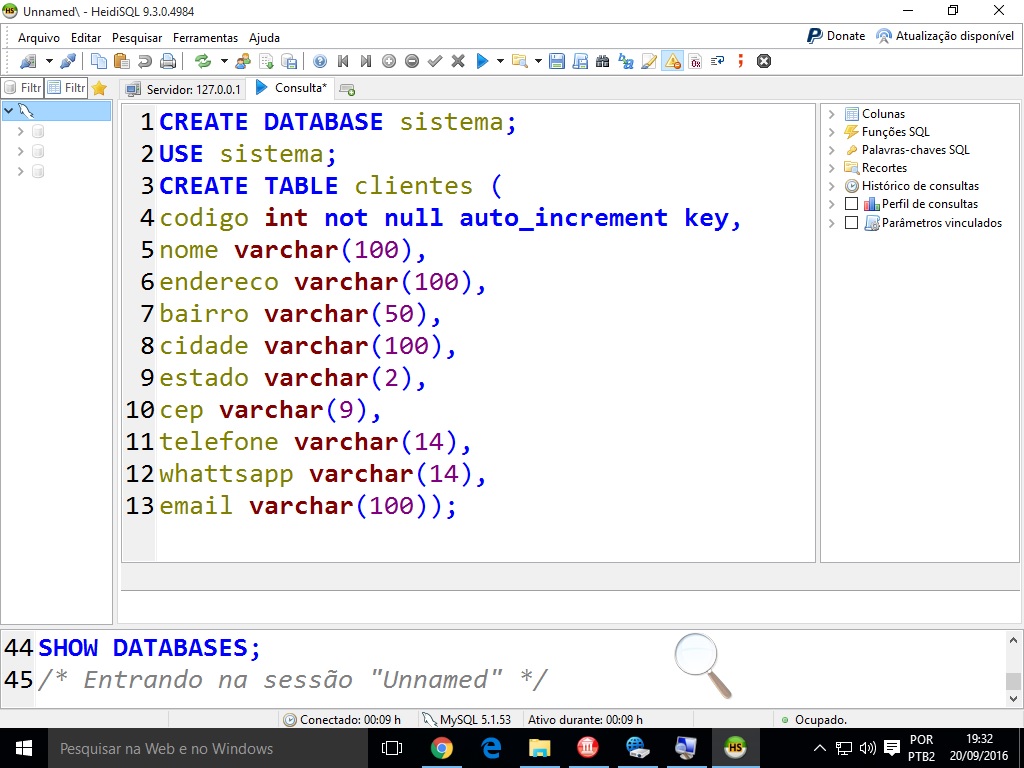 Unnamed\ - HeidiSQL 9.3.0.4984
Arquivo Editar Pesquisar Ferramentas Ajuda
Donate Atualização disponível
Filtr Filtr Servidor: 127.0.0.1 Consulta*
1 CREATE DATABASE sistema;
2 USE sistema;
3 CREATE TABLE clientes (
4 codigo int not null auto_increment key,
5 nome varchar(100),
6 endereco varchar(100),
7 bairro varchar(50),
8 cidade varchar(100),
9 estado varchar(2),
10 cep varchar(9),
11 telefone varchar(14),
12 whattsapp varchar(14),
13 email varchar(100));
Colunas
Funções SQL
Palavras-chaves SQL
Recortes
Histórico de consultas
Perfil de consultas
Parâmetros vinculados
44 SHOW DATABASES;
45 /* Entrando na sessão "Unnamed" */
Conectado: 00:09 h MySQL 5.1.53 Ativo durante: 00:09 h Ocupado.
Pesquisar na Web e no Windows
HS
POR
PTB2
19:32
20/09/2016